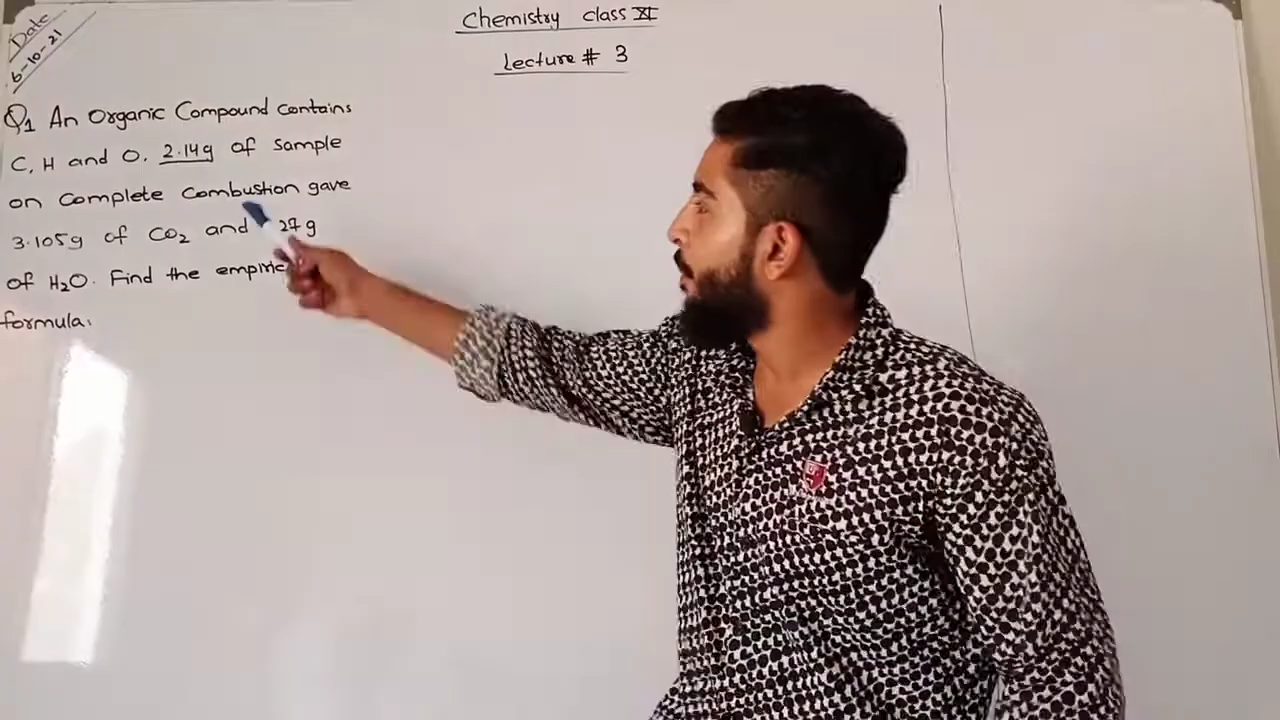 Date
6-10-21
Chemistry class XI
Lecture # 3
Q1 An Organic Compound contains
C, H and O. 2.14g of sample
on complete combustion gave
3.105g of CO2 and 27g
of H2O. Find the
formula.